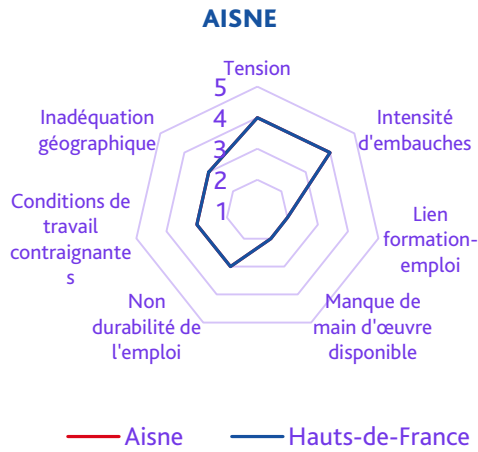 AISNE
Tension
5
4
3
2
1
Intensité
d'embauches
Lien
formation-
emploi
Manque de
main d'œuvre
disponible
Non
durabilité de
l'emploi
Conditions de
travail
contraignante
s
Inadéquation
géographique
Aisne
Hauts-de-France